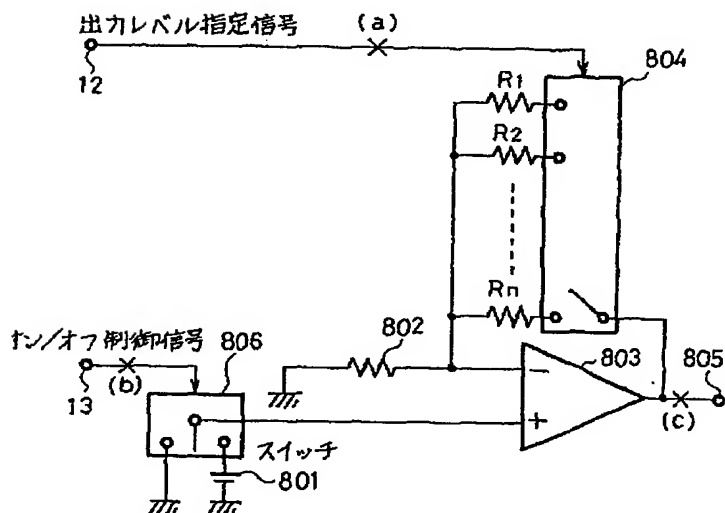 出力レベル指定信号
(a)
12
804
R1
R2
Rn
オン/オフ制御信号
806
802
803
805
13
(b)
(c)
スイッチ
801
−
+